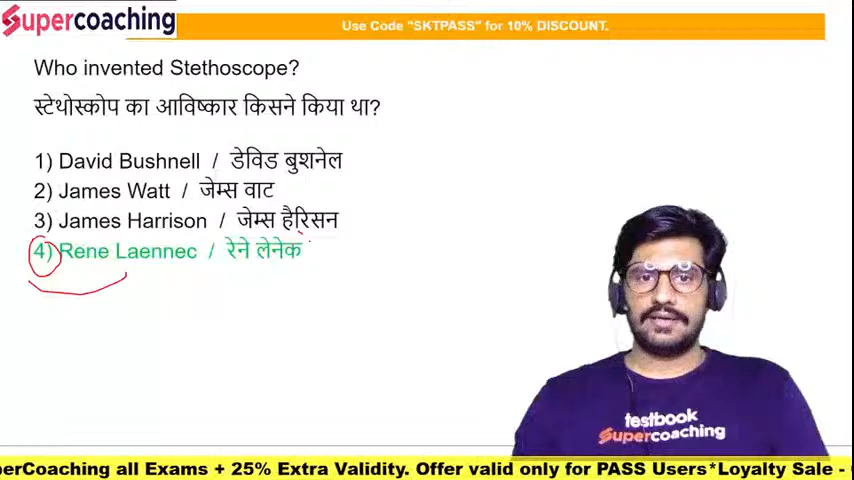 Supercoaching
Use Code "SKTPASS" for 10% DISCOUNT.
Who invented Stethoscope?
स्टेथोस्कोप का आविष्कार किसने किया था?
1) David Bushnell / डेविड बुशनेल
2) James Watt / जेम्स वाट
3) James Harrison / जेम्स हैरिसन
4) Rene Laennec / रेने लेनेक
testbook
Supercoaching
perCoaching all Exams + 25% Extra Validity. Offer valid only for PASS Users*Loyalty Sale -